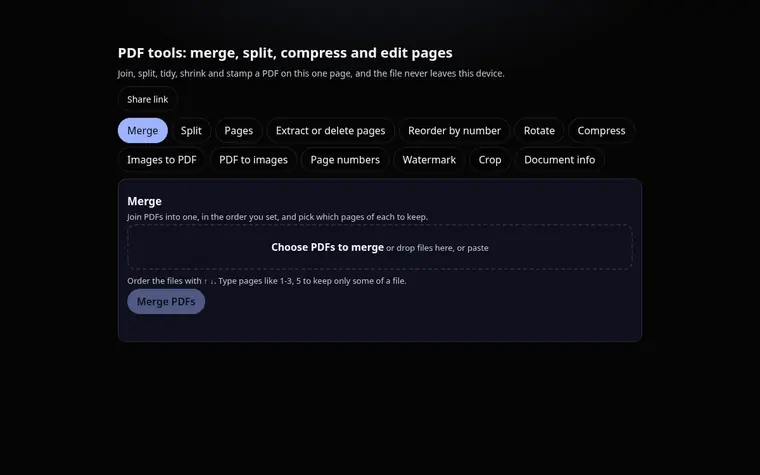 PDF tools: merge, split, compress and edit pages
Join, split, tidy, shrink and stamp a PDF on this one page, and the file never leaves this device.
Share link
Merge Split Pages Extract or delete pages Reorder by number Rotate Compress
Images to PDF PDF to images Page numbers Watermark Crop Document info
Merge
Join PDFs into one, in the order you set, and pick which pages of each to keep.
Choose PDFs to merge or drop files here, or paste
Order the files with ↑ ↓. Type pages like 1-3, 5 to keep only some of a file.
Merge PDFs